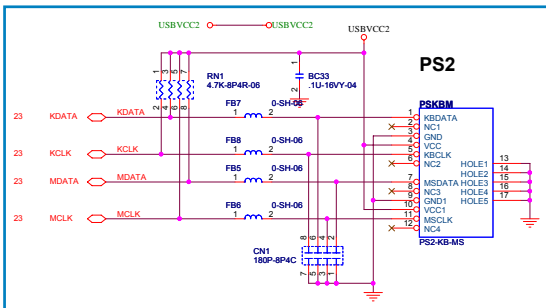 USBVCC2 USBVCC2
USBVCC2
PS2
1 3 5 7
RN1
4.7K-8P4R-06
2 4 6 8
1
BC33
.1U-16VY-04
2
PSKBM
23 KDATA KDATA FB7 0-SH-06
1 2
23 KCLK KCLK FB8 0-SH-06
1 2
23 MDATA MDATA FB5 0-SH-06
1 2
23 MCLK MCLK FB6 0-SH-06
1 2
1 KBDATA
2 NC1
3 GND
4 VCC
5 KBCLK
6 NC2
7 MSDATA
8 NC3
9 GND1
10 VCC1
11 MSCLK
12 NC4
HOLE1 13
HOLE2 14
HOLE3 15
HOLE4 16
HOLE5 17
PS2-KB-MS
8 6 4 2
CN1
180P-8P4C
7 5 3 1